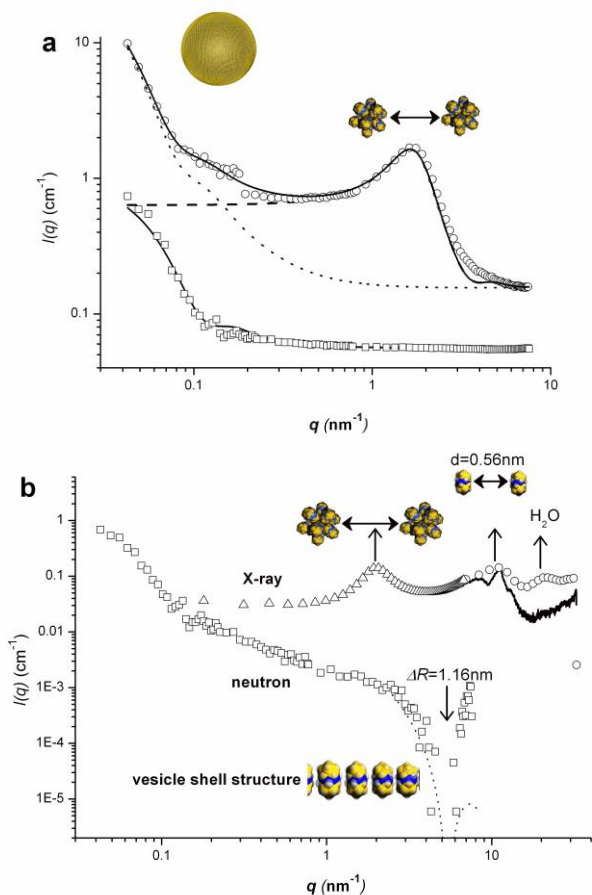 a
10
1
0.1
I(q) (cm⁻¹)
0.1
1
10
q (nm⁻¹)
b
d=0.56nm
H₂O
1
0.1
0.01
1E-3
1E-4
1E-5
I(q) (cm⁻¹)
X-ray
neutron
ΔR=1.16nm
vesicle shell structure
0.1
1
10
q (nm⁻¹)